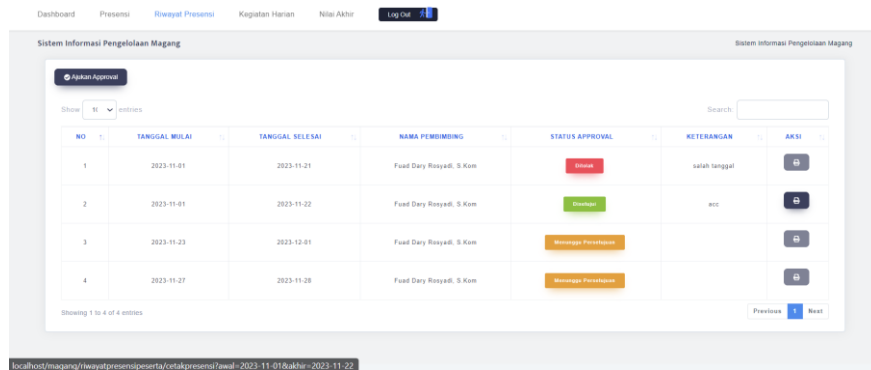 Dashboard Presensi Riwayat Presensi Kegiatan Harian Nilai Akhir Log Out
Sistem Informasi Pengelolaan Magang Sistem Informasi Pengelolaan Magang
Ajukan Approval
Show 10 entries Search:
NO TANGGAL MULAI TANGGAL SELESAI NAMA PEMBIMBING STATUS APPROVAL KETERANGAN AKSI
1 2023-11-01 2023-11-21 Fuad Dary Rosyadi, S.Kom Ditolak salah tanggal
2 2023-11-01 2023-11-22 Fuad Dary Rosyadi, S.Kom Disetujui acc
3 2023-11-23 2023-12-01 Fuad Dary Rosyadi, S.Kom Menunggu Persetujuan
4 2023-11-27 2023-11-28 Fuad Dary Rosyadi, S.Kom Menunggu Persetujuan
Showing 1 to 4 of 4 entries Previous 1 Next
localhost/magang/riwayatpresensipeserta/cetakpresensi?awal=2023-11-01&akhir=2023-11-22